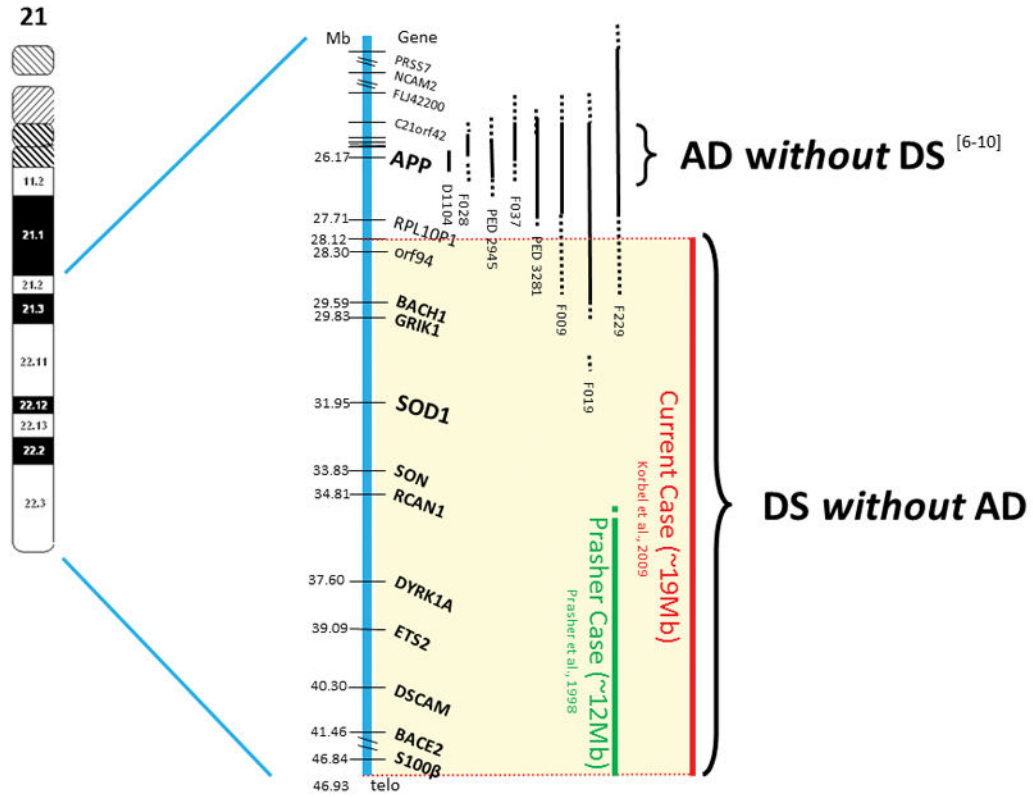 21
11.2
21.1
21.2
21.3
22.11
22.12
22.13
22.2
22.3
Mb Gene
PRSS7
NCAM2
FLJ42200
C21orf42
26.17 APP
27.71 RPL10P1
28.12
28.30 orf94
29.59 BACH1
29.83 GRIK1
31.95 SOD1
33.83 SON
34.81 RCAN1
37.60 DYRK1A
39.09 ETS2
40.30 DSCAM
41.46 BACE2
46.84 S100β
46.93 telo
D1104
F028
PED 2945
F037
PED 3281
F009
F019
F229
AD without DS [6-10]
Current Case (~19Mb)
Korbel et al., 2009
Prasher Case (~12Mb)
Prasher et al., 1998
DS without AD